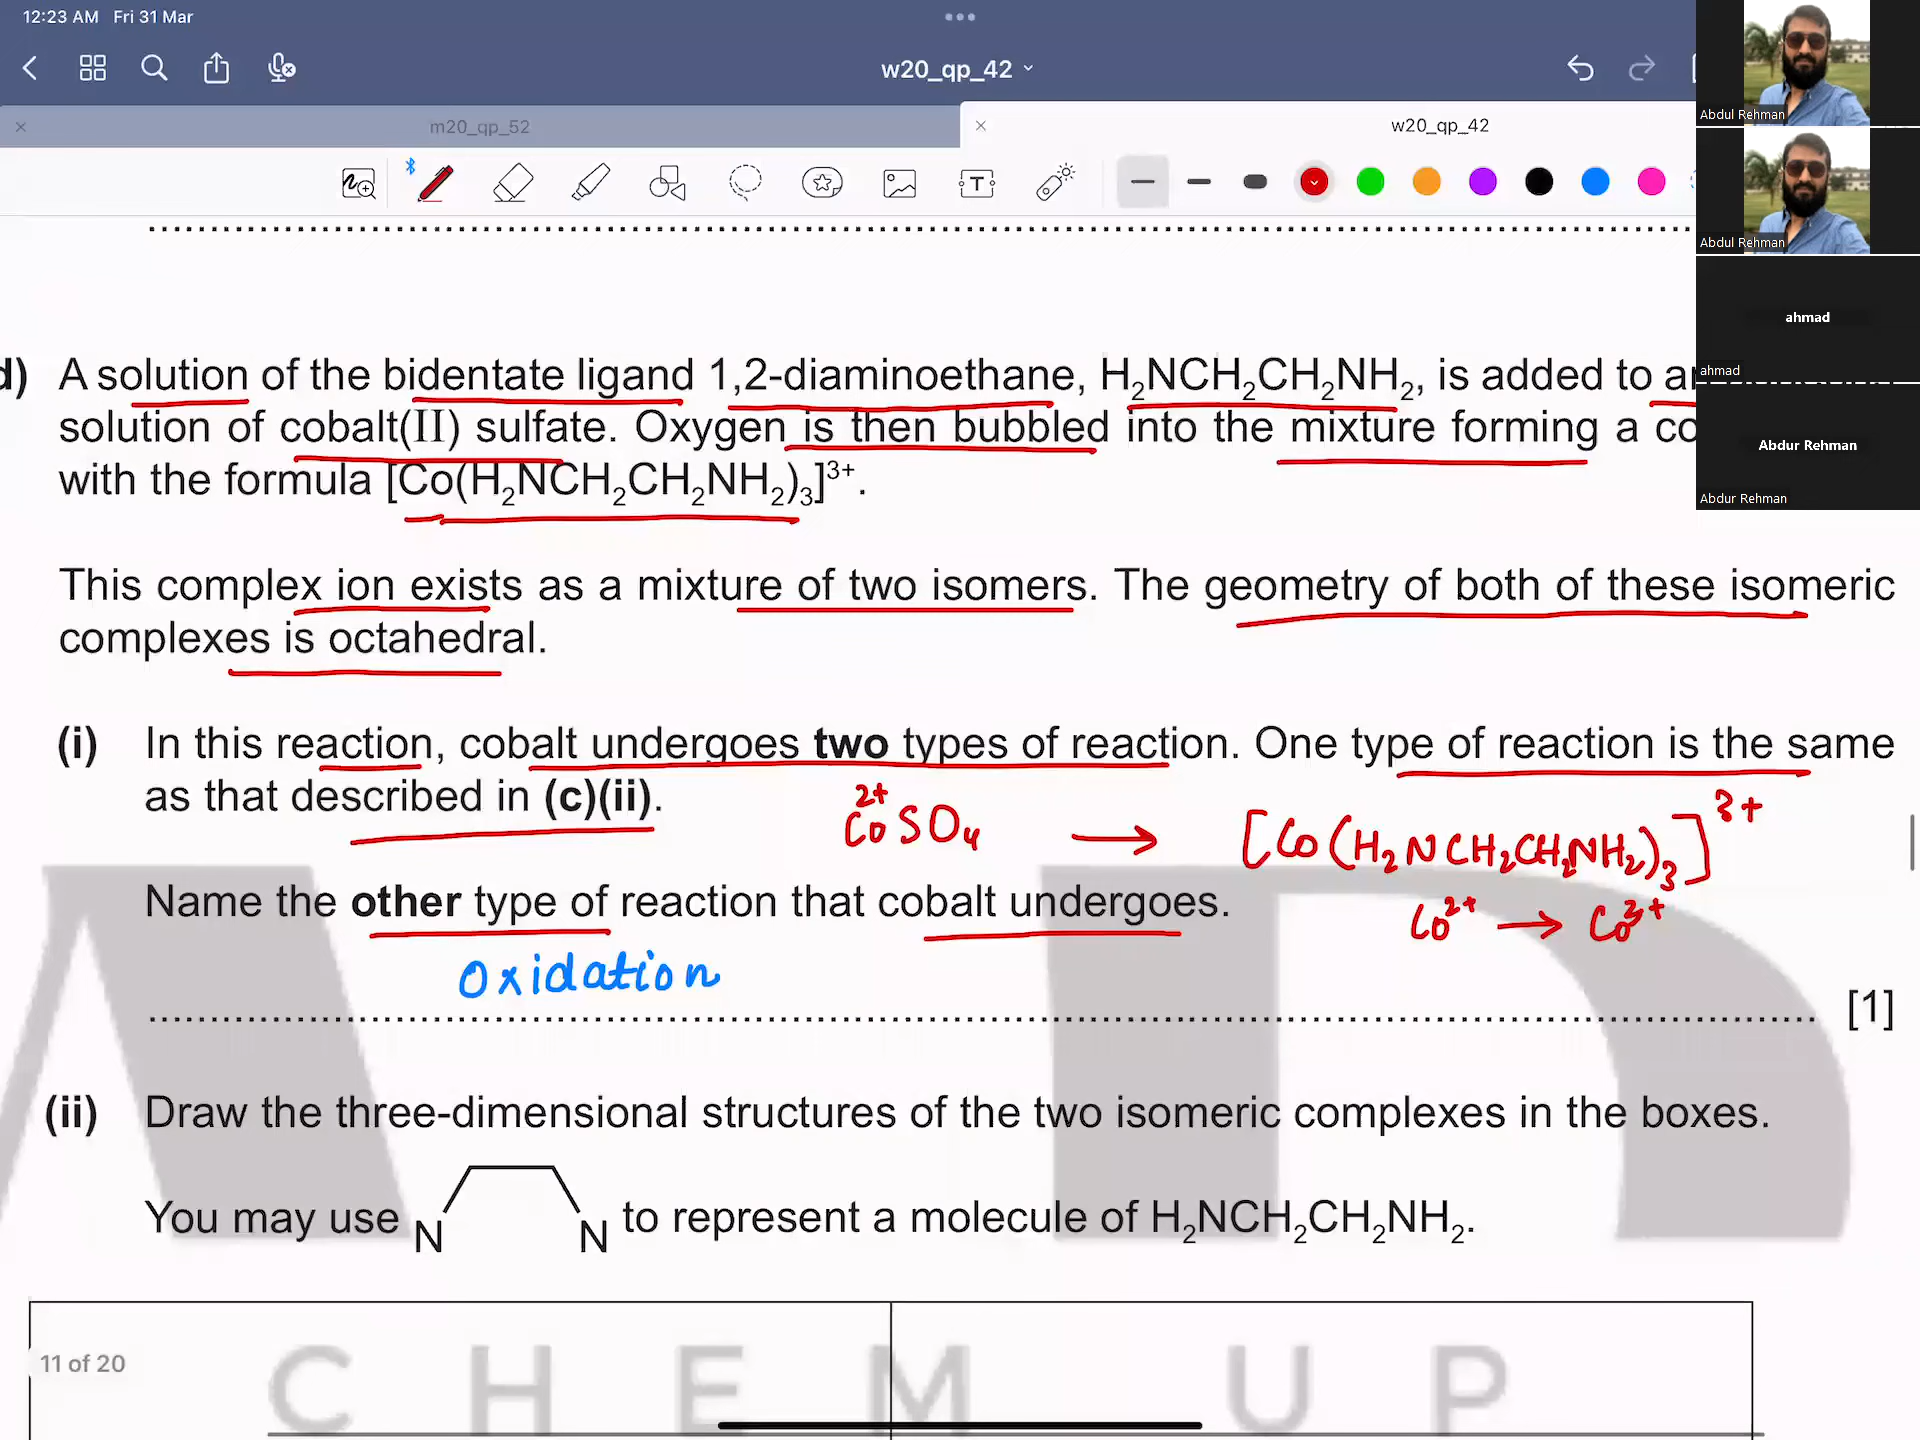 12:23 AM Fri 31 Mar
w20_qp_42
m20_qp_52
w20_qp_42
Abdul Rehman
Abdul Rehman
ahmad
ahmad
Abdur Rehman
Abdur Rehman
d) A solution of the bidentate ligand 1,2-diaminoethane, H₂NCH₂CH₂NH₂, is added to
solution of cobalt(II) sulfate. Oxygen is then bubbled into the mixture forming a
with the formula [Co(H₂NCH₂CH₂NH₂)₃]³⁺.
This complex ion exists as a mixture of two isomers. The geometry of both of these isomeric
complexes is octahedral.
(i) In this reaction, cobalt undergoes two types of reaction. One type of reaction is the same
as that described in (c)(ii).
2+
CoSO₄ → [Co(H₂NCH₂CH₂NH₂)₃]³⁺
Name the other type of reaction that cobalt undergoes.
Co²⁺ → Co³⁺
Oxidation
[1]
(ii) Draw the three-dimensional structures of the two isomeric complexes in the boxes.
You may use N N to represent a molecule of H₂NCH₂CH₂NH₂.
11 of 20
CHEM UP